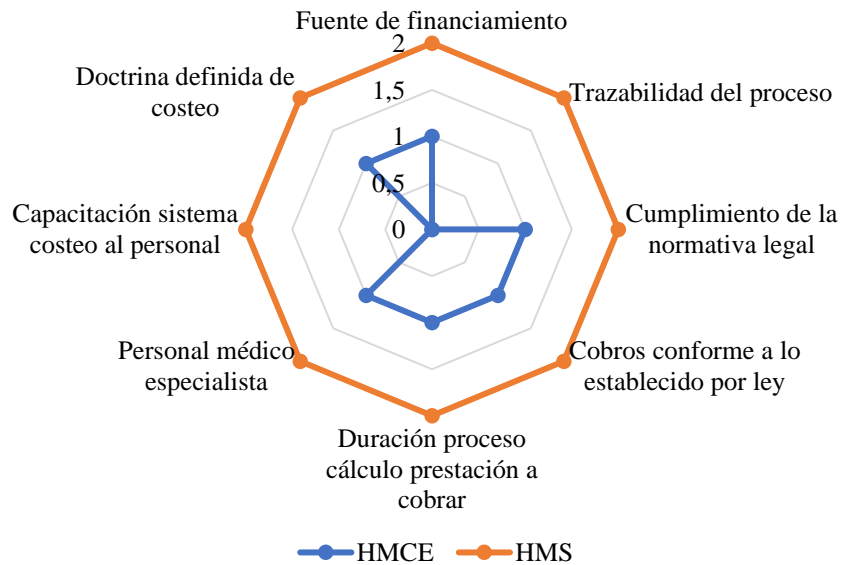 Fuente de financiamiento
2
1,5
1
0,5
0
Trazabilidad del proceso
Cumplimiento de la
normativa legal
Cobros conforme a lo
establecido por ley
Duración proceso
cálculo prestación a
cobrar
Personal médico
especialista
Capacitación sistema
costeo al personal
Doctrina definida de
costeo
HMCE HMS